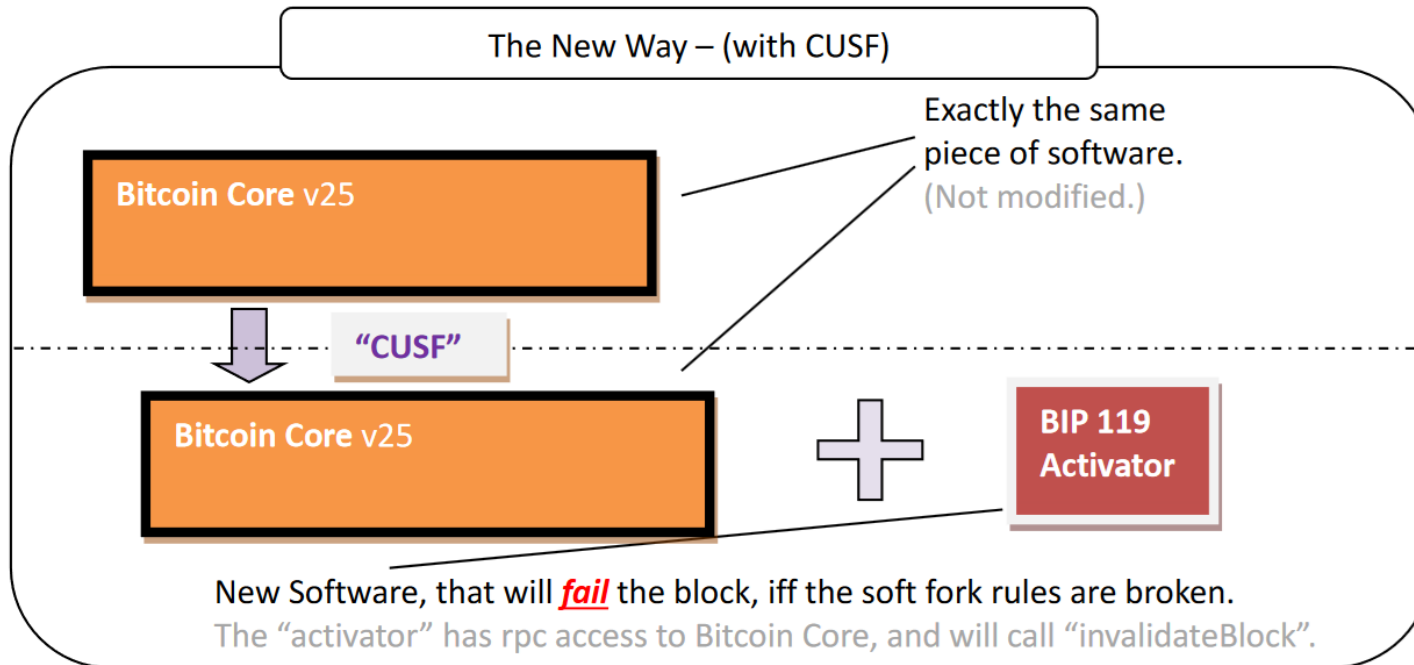 The New Way – (with CUSF)
Exactly the same
piece of software.
(Not modified.)
Bitcoin Core v25
“CUSF”
Bitcoin Core v25
BIP 119
Activator
New Software, that will fail the block, iff the soft fork rules are broken.
The “activator” has rpc access to Bitcoin Core, and will call “invalidateBlock”.